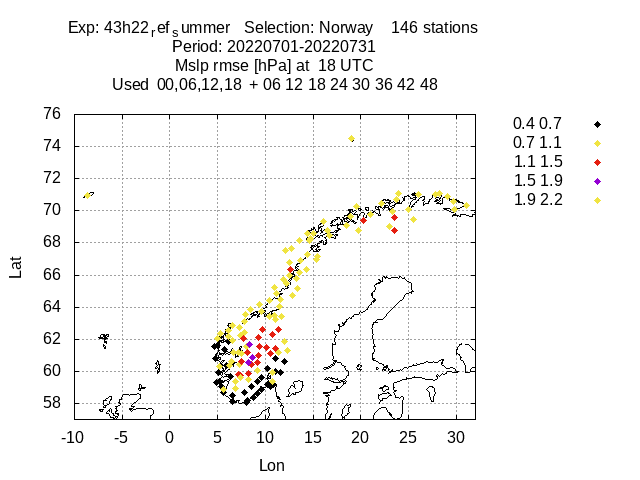 Exp: 43h22refsummer Selection: Norway 146 stations
Period: 20220701-20220731
Mslp rmse [hPa] at 18 UTC
Used 00,06,12,18 + 06 12 18 24 30 36 42 48
76
74
72
70
68
66
64
62
60
58
Lat
-10 -5 0 5 10 15 20 25 30
Lon
0.4 0.7
0.7 1.1
1.1 1.5
1.5 1.9
1.9 2.2